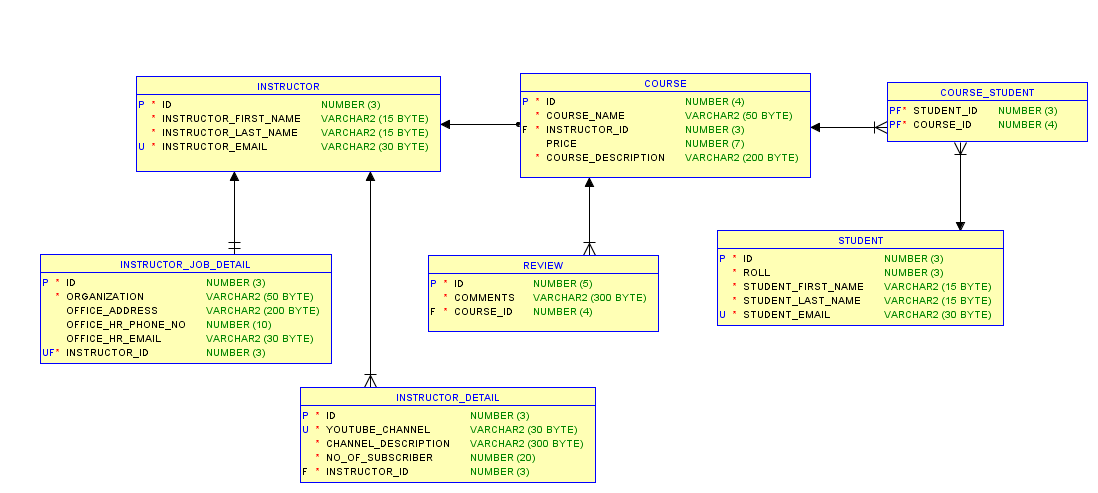 INSTRUCTOR
P * ID NUMBER (3)
* INSTRUCTOR_FIRST_NAME VARCHAR2 (15 BYTE)
* INSTRUCTOR_LAST_NAME VARCHAR2 (15 BYTE)
U * INSTRUCTOR_EMAIL VARCHAR2 (30 BYTE)
COURSE
P * ID NUMBER (4)
* COURSE_NAME VARCHAR2 (50 BYTE)
F * INSTRUCTOR_ID NUMBER (3)
PRICE NUMBER (7)
* COURSE_DESCRIPTION VARCHAR2 (200 BYTE)
COURSE_STUDENT
PF* STUDENT_ID NUMBER (3)
PF* COURSE_ID NUMBER (4)
INSTRUCTOR_JOB_DETAIL
P * ID NUMBER (3)
* ORGANIZATION VARCHAR2 (50 BYTE)
OFFICE_ADDRESS VARCHAR2 (200 BYTE)
OFFICE_HR_PHONE_NO NUMBER (10)
OFFICE_HR_EMAIL VARCHAR2 (30 BYTE)
UF* INSTRUCTOR_ID NUMBER (3)
REVIEW
P * ID NUMBER (5)
* COMMENTS VARCHAR2 (300 BYTE)
F * COURSE_ID NUMBER (4)
STUDENT
P * ID NUMBER (3)
* ROLL NUMBER (3)
* STUDENT_FIRST_NAME VARCHAR2 (15 BYTE)
* STUDENT_LAST_NAME VARCHAR2 (15 BYTE)
U * STUDENT_EMAIL VARCHAR2 (30 BYTE)
INSTRUCTOR_DETAIL
P * ID NUMBER (3)
U * YOUTUBE_CHANNEL VARCHAR2 (30 BYTE)
* CHANNEL_DESCRIPTION VARCHAR2 (300 BYTE)
* NO_OF_SUBSCRIBER NUMBER (20)
F * INSTRUCTOR_ID NUMBER (3)